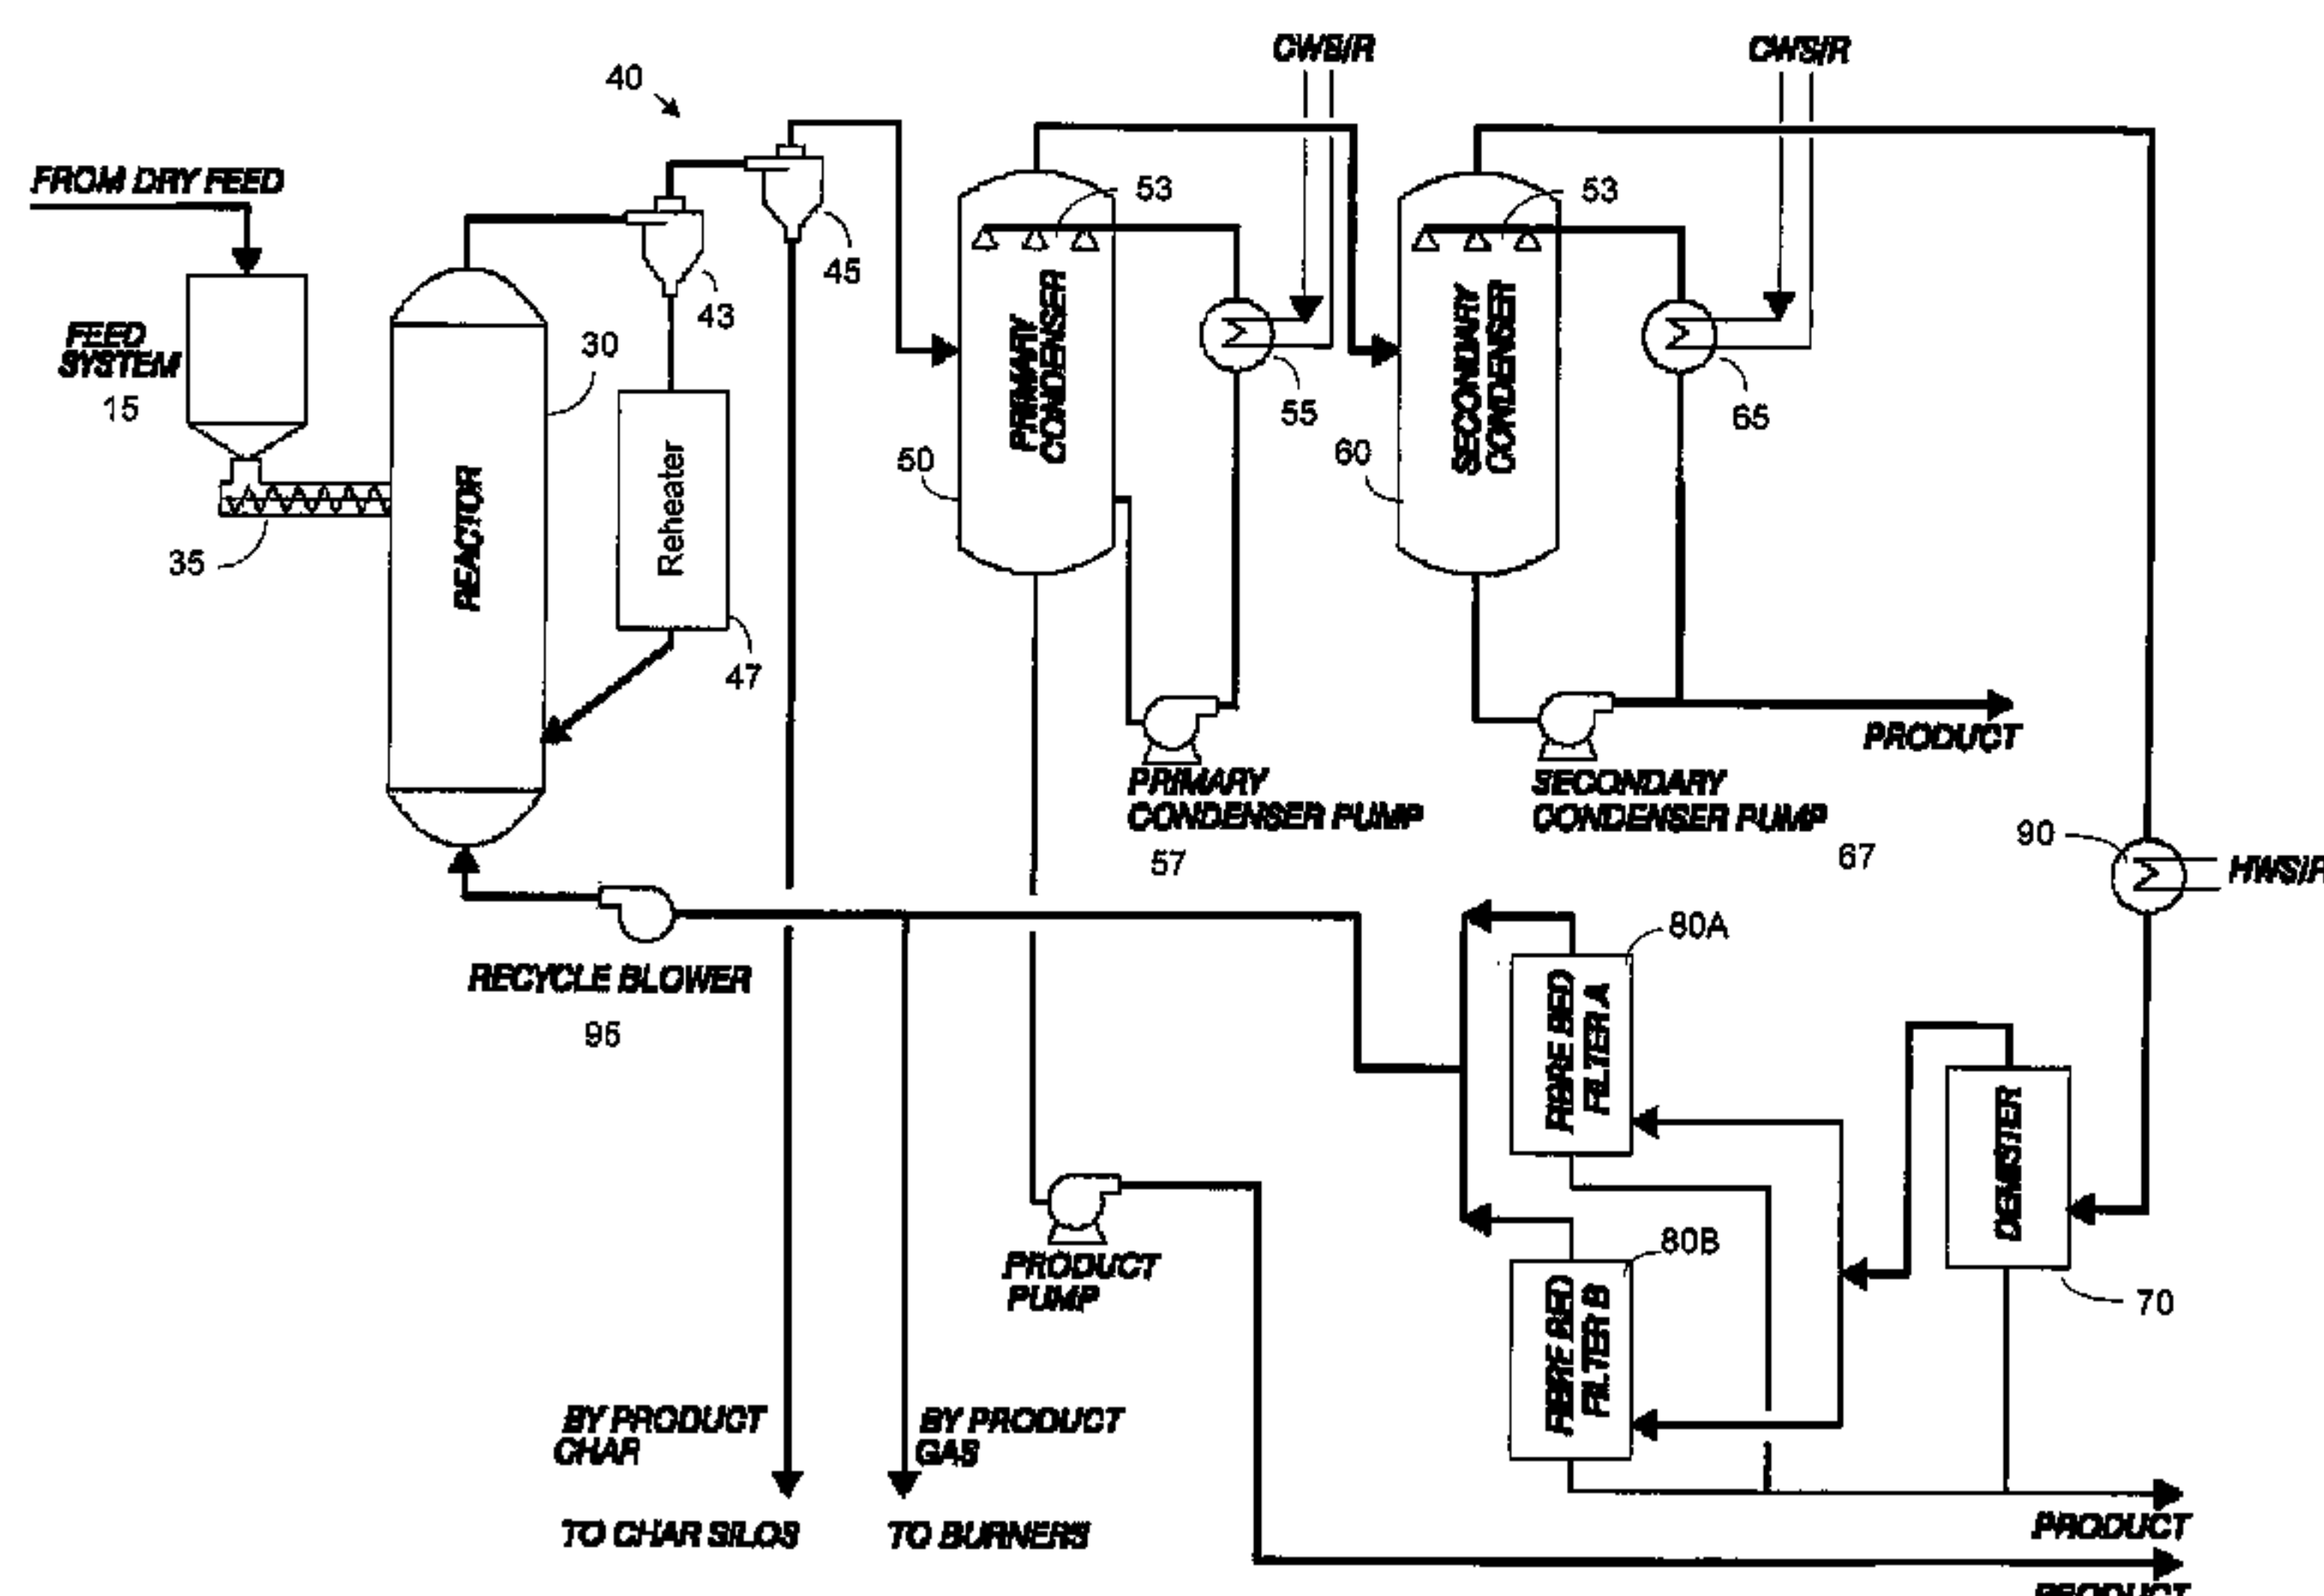 CWS/R
CWS/R
40
FROM DRY FEED
53
53
45
43
FEED
SYSTEM
15
30
PRIMARY
CONDENSER
SECONDARY
CONDENSER
55
65
50
60
REACTOR
Reheater
35
47
PRODUCT
PRIMARY
CONDENSER PUMP
57
SECONDARY
CONDENSER PUMP
67
90
HWS/R
80A
RECYCLE BLOWER
95
FIBRE BED
FILTER A
DEMISTER
80B
PRODUCT
PUMP
FIBRE BED
FILTER B
70
BY PRODUCT
CHAR
BY PRODUCT
GAS
TO CHAR SILOS
TO BURNERS
PRODUCT
PRODUCT